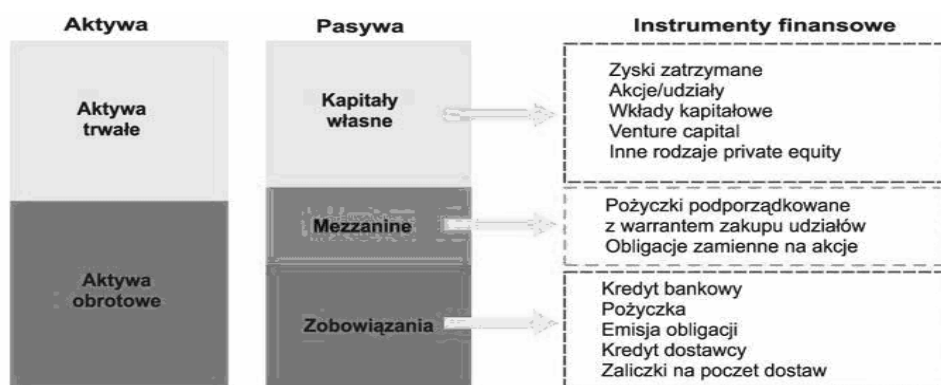 Aktywa
Pasywa
Instrumenty finansowe
Aktywa
trwałe
Kapitały
własne
Zyski zatrzymane
Akcje/udziały
Wkłady kapitałowe
Venture capital
Inne rodzaje private equity
Mezzanine
Pożyczki podporządkowane
z warrantem zakupu udziałów
Obligacje zamienne na akcje
Aktywa
obrotowe
Zobowiązania
Kredyt bankowy
Pożyczka
Emisja obligacji
Kredyt dostawcy
Zaliczki na poczet dostaw